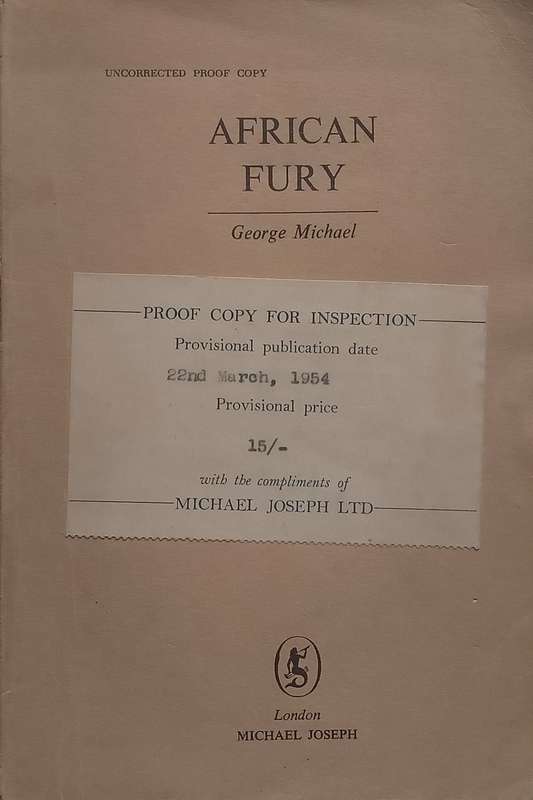 UNCORRECTED PROOF COPY
AFRICAN
FURY
George Michael
PROOF COPY FOR INSPECTION
Provisional publication date
22nd March, 1954
Provisional price
15/-
with the compliments of
MICHAEL JOSEPH LTD
London
MICHAEL JOSEPH